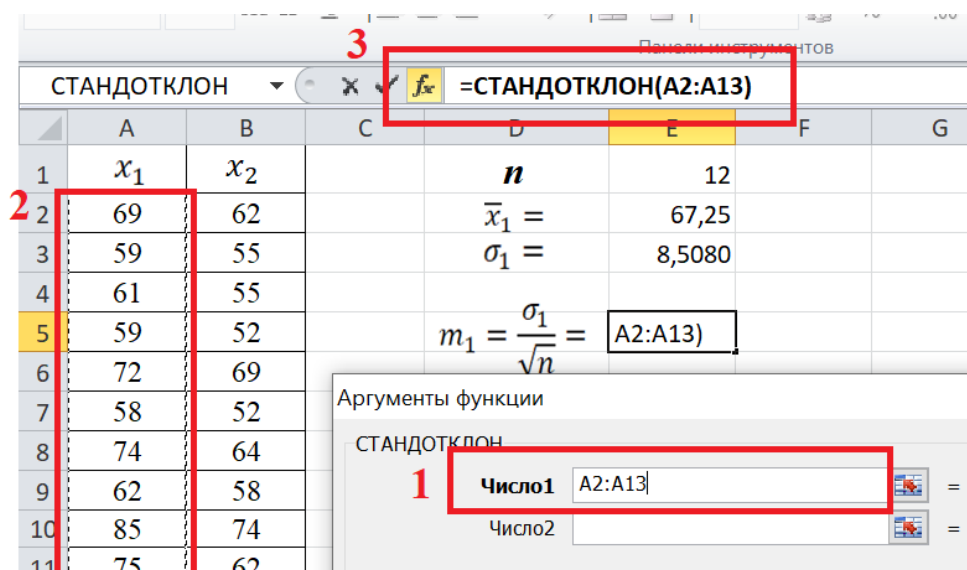 Панели инструментов
3
СТАНДОТКЛОН fx =СТАНДОТКЛОН(A2:A13)
A B C D E F G
1 x₁ x₂ n 12
2
2 69 62 x̅₁ = 67,25
3 59 55 σ₁ = 8,5080
4 61 55
5 59 52 m₁ = σ₁/√n = A2:A13)
6 72 69
7 58 52
8 74 64
9 62 58
10 85 74
11 75 62
Аргументы функции
СТАНДОТКЛОН
1 Число1 A2:A13 =
Число2 =